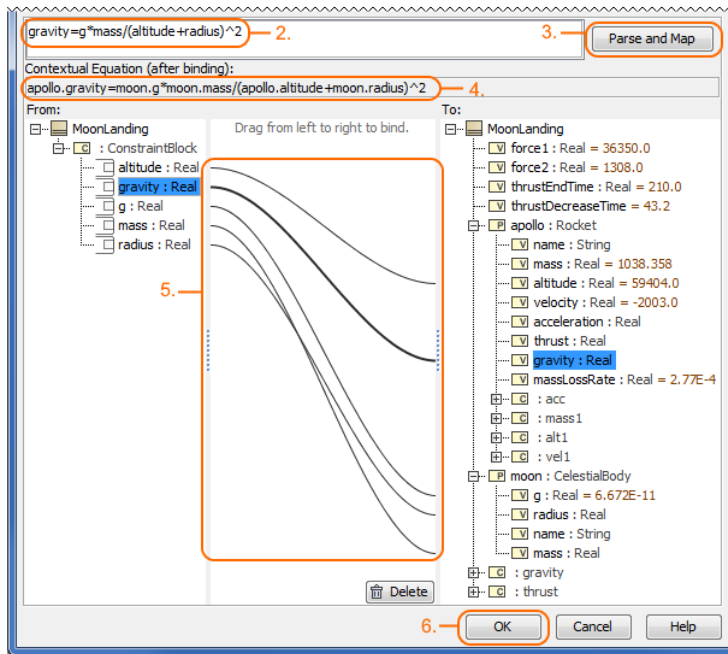 gravity=g*mass/(altitude+radius)^2
2.
3.
Parse and Map
Contextual Equation (after binding):
apollo.gravity=moon.g*moon.mass/(apollo.altitude+moon.radius)^2
4.
From:
To:
MoonLanding
C : ConstraintBlock
altitude : Real
gravity : Real
g : Real
mass : Real
radius : Real
Drag from left to right to bind.
5.
Delete
MoonLanding
V force1 : Real = 36350.0
V force2 : Real = 1308.0
V thrustEndTime : Real = 210.0
V thrustDecreaseTime = 43.2
P apollo : Rocket
V name : String
V mass : Real = 1038.358
V altitude : Real = 59404.0
V velocity : Real = -2003.0
V acceleration : Real
V thrust : Real
V gravity : Real
V massLossRate : Real = 2.77E-4
C : acc
C : mass1
C : alt1
C : vel1
P moon : CelestialBody
V g : Real = 6.672E-11
V radius : Real
V name : String
V mass : Real
C : gravity
C : thrust
6.
OK
Cancel
Help